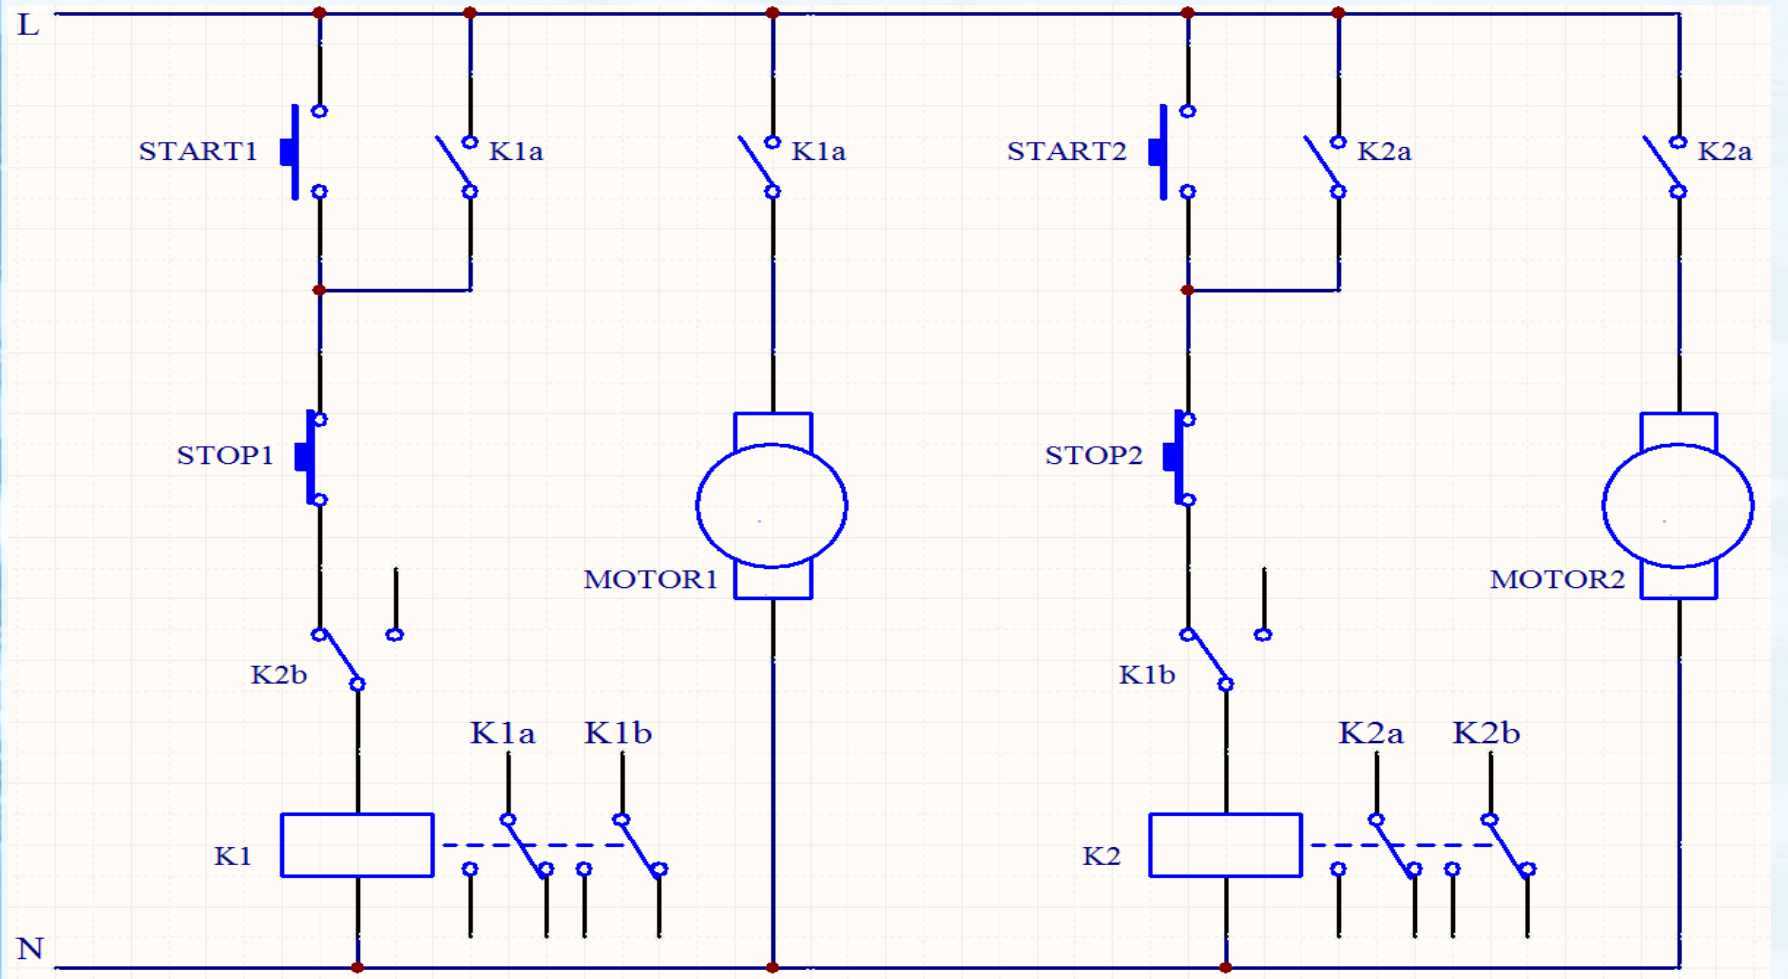 L
START1
K1a
K1a
START2
K2a
K2a
STOP1
STOP2
MOTOR1
MOTOR2
K2b
K1b
K1a K1b
K2a K2b
K1
K2
N